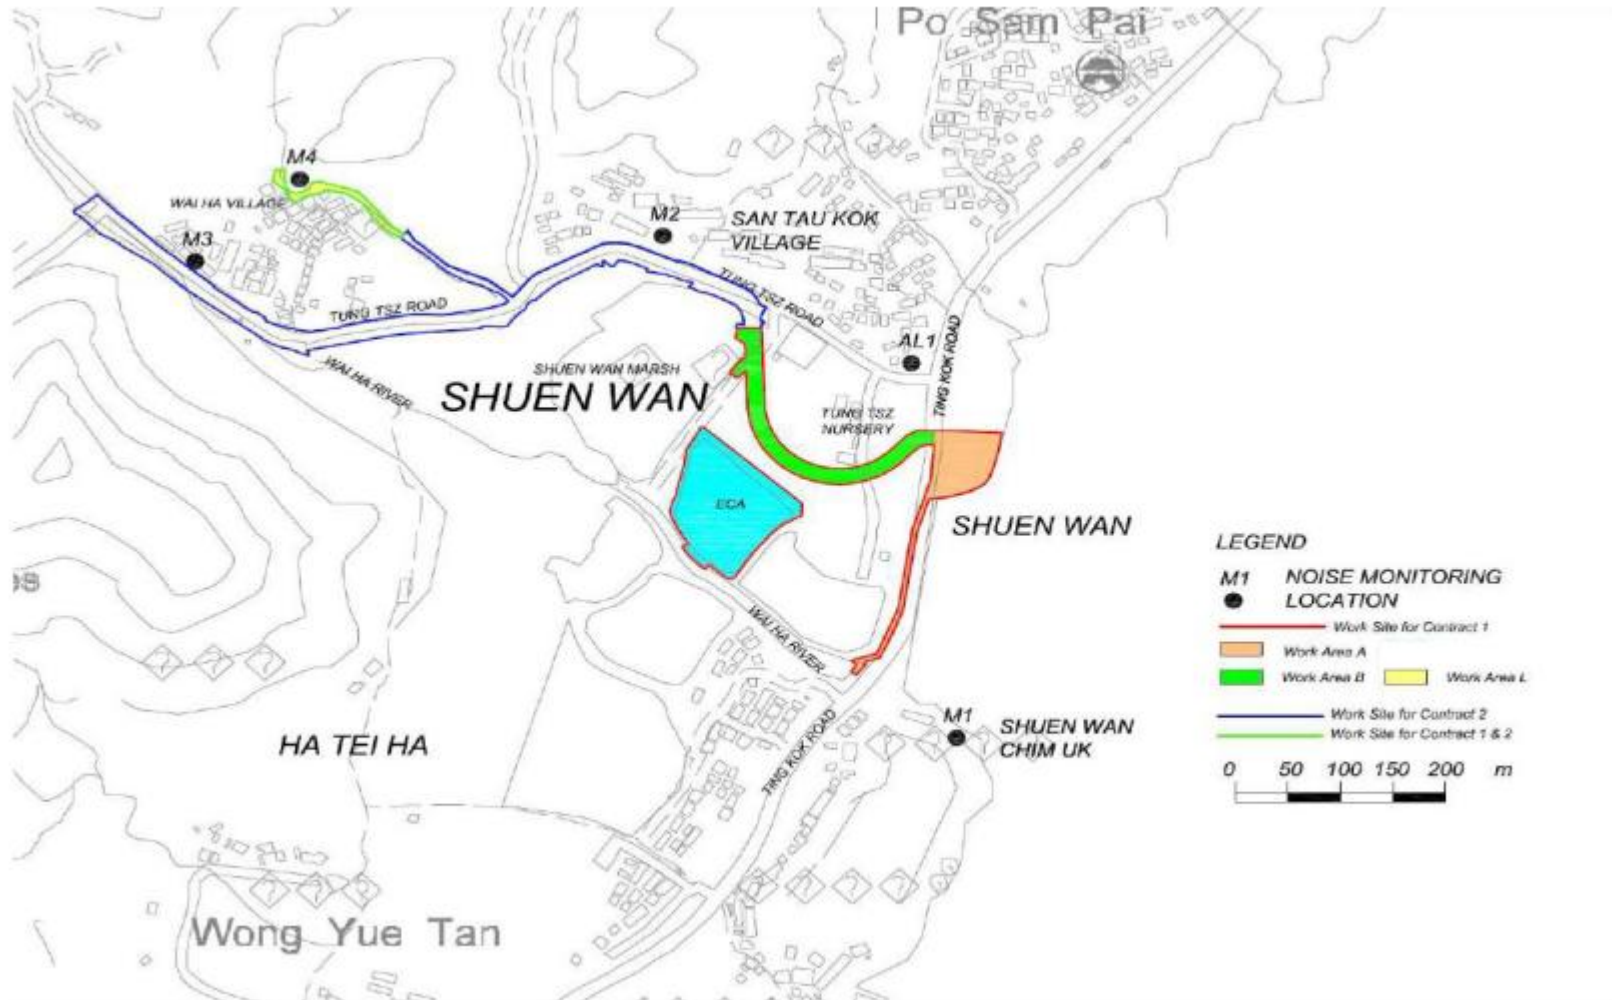 Po Sam Pai
M4
WAI HA VILLAGE
M3
M2
SAN TAU KOK
VILLAGE
TUNG TSZ ROAD
TUNG TSZ ROAD
AL1
TING KOK ROAD
WAI HA RIVER
SHUEN WAN MARSH
SHUEN WAN
TUNG TSZ
NURSERY
ECA
SHUEN WAN
WAI HA RIVER
M1
SHUEN WAN
CHIM UK
TING KOK ROAD
HA TEI HA
Wong Yue Tan
LEGEND
M1 NOISE MONITORING
LOCATION
Work Site for Contract 1
Work Area A
Work Area B Work Area L
Work Site for Contract 2
Work Site for Contract 1 & 2
0 50 100 150 200 m